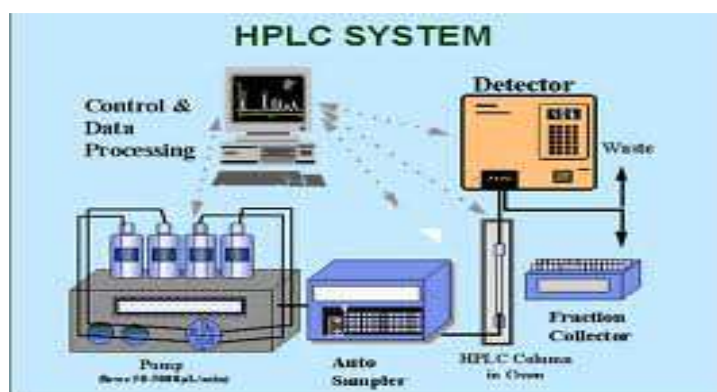 HPLC SYSTEM
Control &
Data
Processing
Detector
Waste
Pump
Auto
Sampler
HPLC Column
in Oven
Fraction
Collector